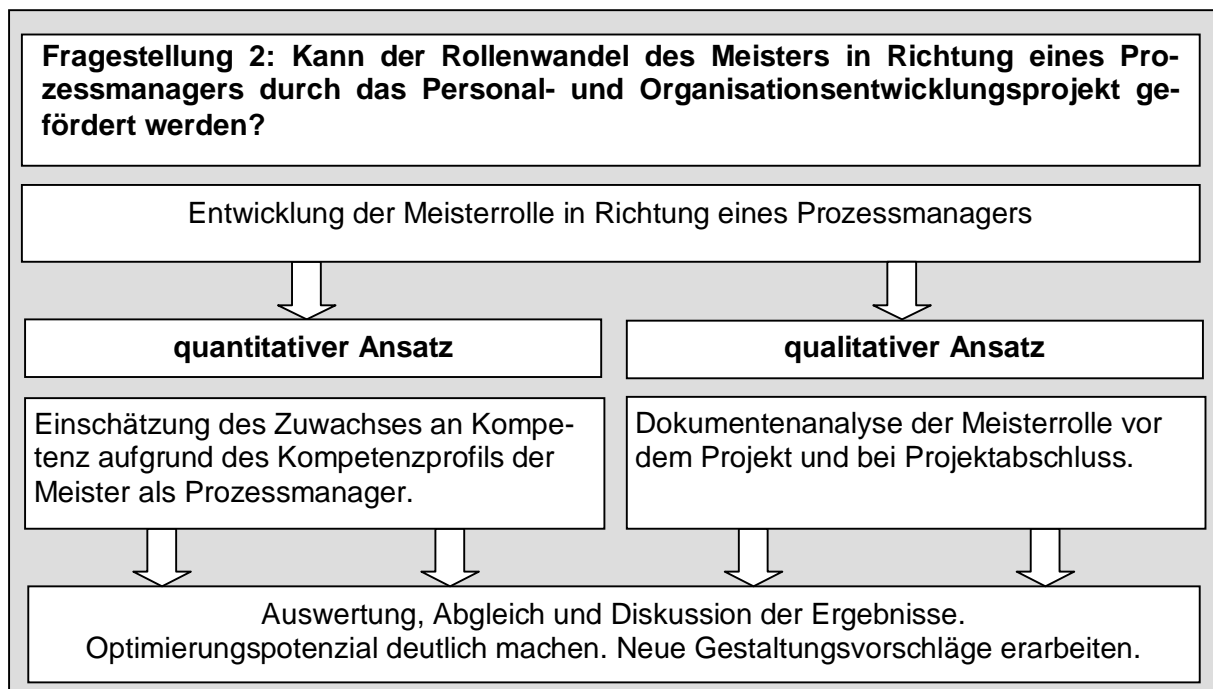 Fragestellung 2: Kann der Rollenwandel des Meisters in Richtung eines Pro-
zessmanagers durch das Personal- und Organisationsentwicklungsprojekt ge-
fördert werden?
Entwicklung der Meisterrolle in Richtung eines Prozessmanagers
quantitativer Ansatz
Einschätzung des Zuwachses an Kompe-
tenz aufgrund des Kompetenzprofils der
Meister als Prozessmanager.
qualitativer Ansatz
Dokumentenanalyse der Meisterrolle vor
dem Projekt und bei Projektabschluss.
Auswertung, Abgleich und Diskussion der Ergebnisse.
Optimierungspotenzial deutlich machen. Neue Gestaltungsvorschläge erarbeiten.